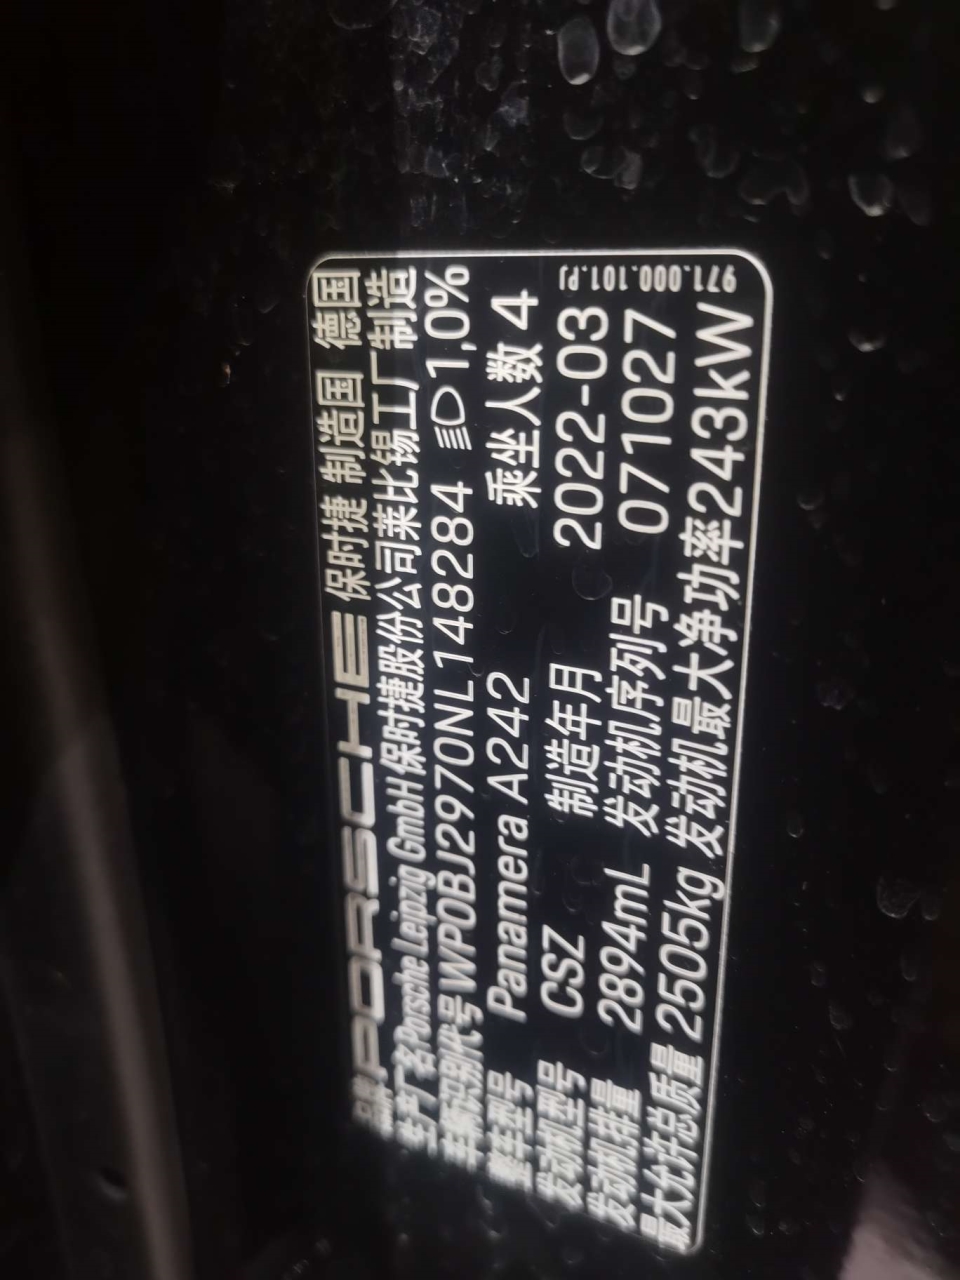 品牌 PORSCHE 保时捷 制造国 德国
生产厂名 Porsche Leipzig GmbH 保时捷股份公司莱比锡工厂制造
车辆识别代号 WP0BJ2970NL148284 1,0%
整车型号 Panamera A242 乘坐人数 4
发动机型号 CSZ 制造年月 2022-03
发动机排量 2894mL 发动机序列号 071027
最大允许总质量 2505kg 发动机最大净功率 243kW
971.000.101.PJ